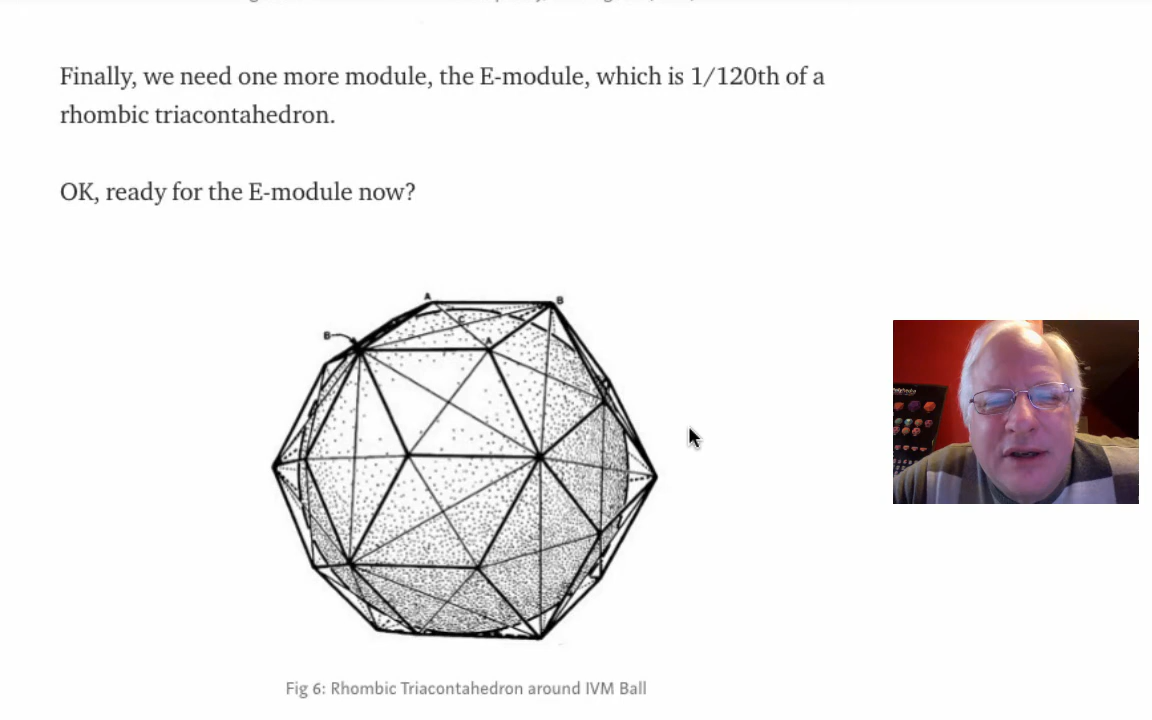 Finally, we need one more module, the E-module, which is 1/120th of a
rhombic triacontahedron.
OK, ready for the E-module now?
A
B
C
B
A
Fig 6: Rhombic Triacontahedron around IVM Ball